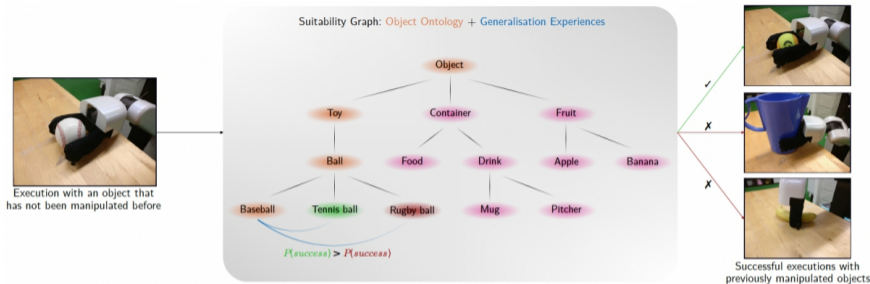 Suitability Graph: Object Ontology + Generalisation Experiences
Object
Toy Container Fruit
Ball Food Drink Apple Banana
Baseball Tennis ball Rugby ball Mug Pitcher
P(success) > P(success)
Execution with an object that
has not been manipulated before
✓
✗
✗
Successful executions with
previously manipulated objects